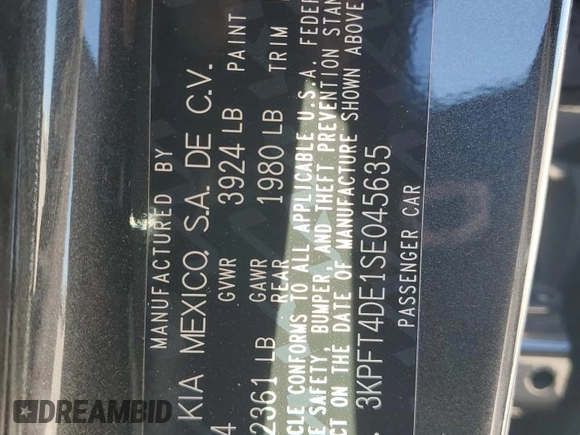 MANUFACTURED BY
KIA MEXICO, S.A. DE C.V.
4 GVWR 3924 LB PAINT
2361 LB GAWR REAR 1980 LB TRIM
CLE CONFORMS TO ALL APPLICABLE U.S.A. FEDER
LE SAFETY, BUMPER, AND THEFT PREVENTION STAN
CT ON THE DATE OF MANUFACTURE SHOWN ABOVE
3KPFT4DE1SE045635
PASSENGER CAR
DREAMBID